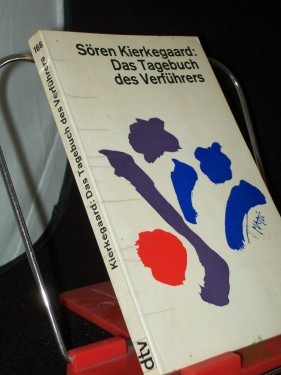 Sören Kierkegaard:
Das Tagebuch
des Verführers
168
Kierkegaard: Das Tagebuch des Verführers
dtv